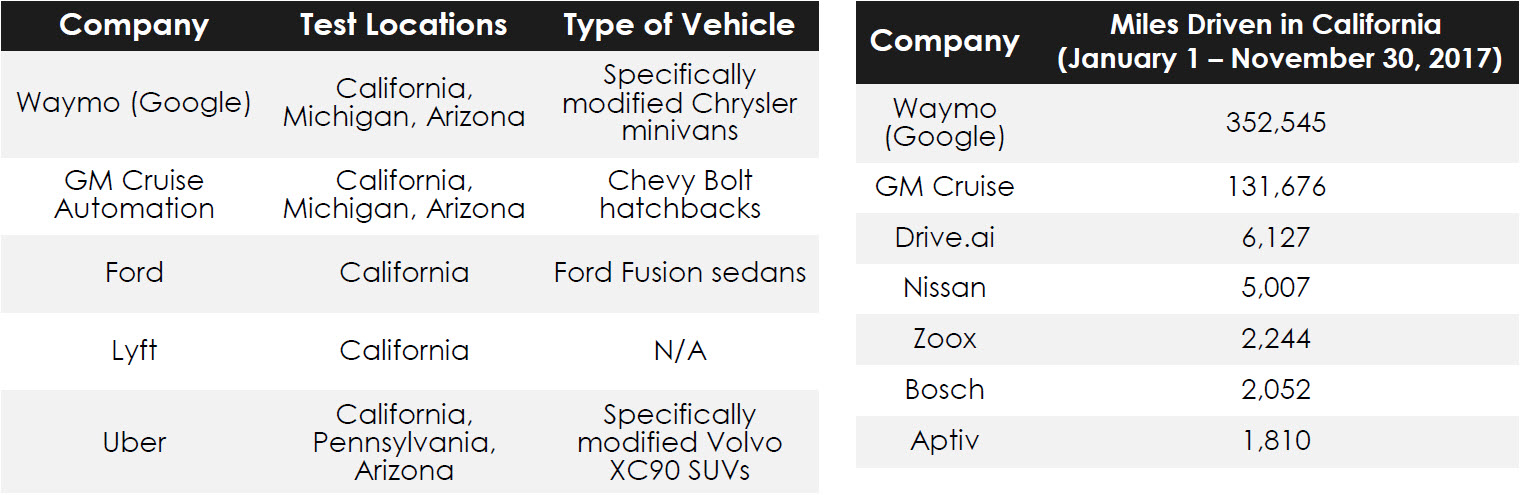 Company Test Locations Type of Vehicle
Waymo (Google)
California,
Michigan, Arizona
Specifically
modified Chrysler
minivans
GM Cruise
Automation
California,
Michigan, Arizona
Chevy Bolt
hatchbacks
Ford California Ford Fusion sedans
Lyft California N/A
Uber
California,
Pennsylvania,
Arizona
Specifically
modified Volvo
XC90 SUVs
Company
Miles Driven in California
(January 1 – November 30, 2017)
Waymo
(Google)
352,545
GM Cruise 131,676
Drive.ai 6,127
Nissan 5,007
Zoox 2,244
Bosch 2,052
Aptiv 1,810